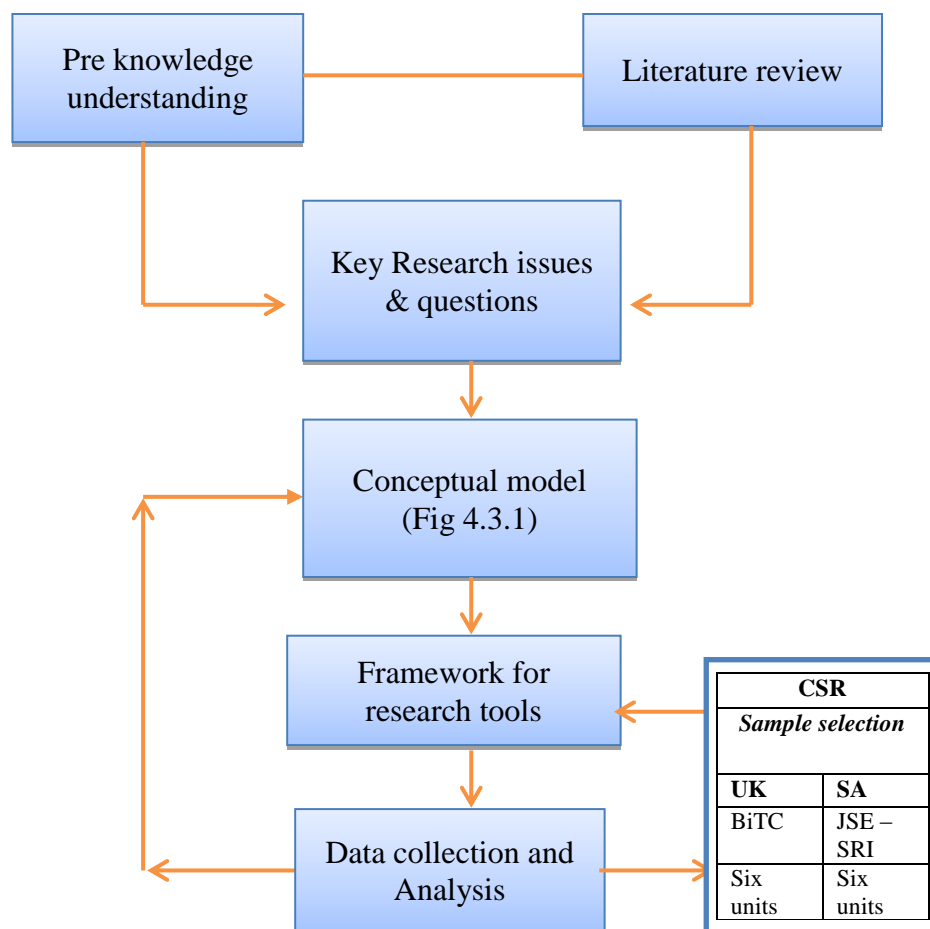 Pre knowledge
understanding
Literature review
Key Research issues
& questions
Conceptual model
(Fig 4.3.1)
Framework for
research tools
CSR
Sample selection
UK SA
BiTC JSE –
SRI
Six Six
units units
Data collection and
Analysis